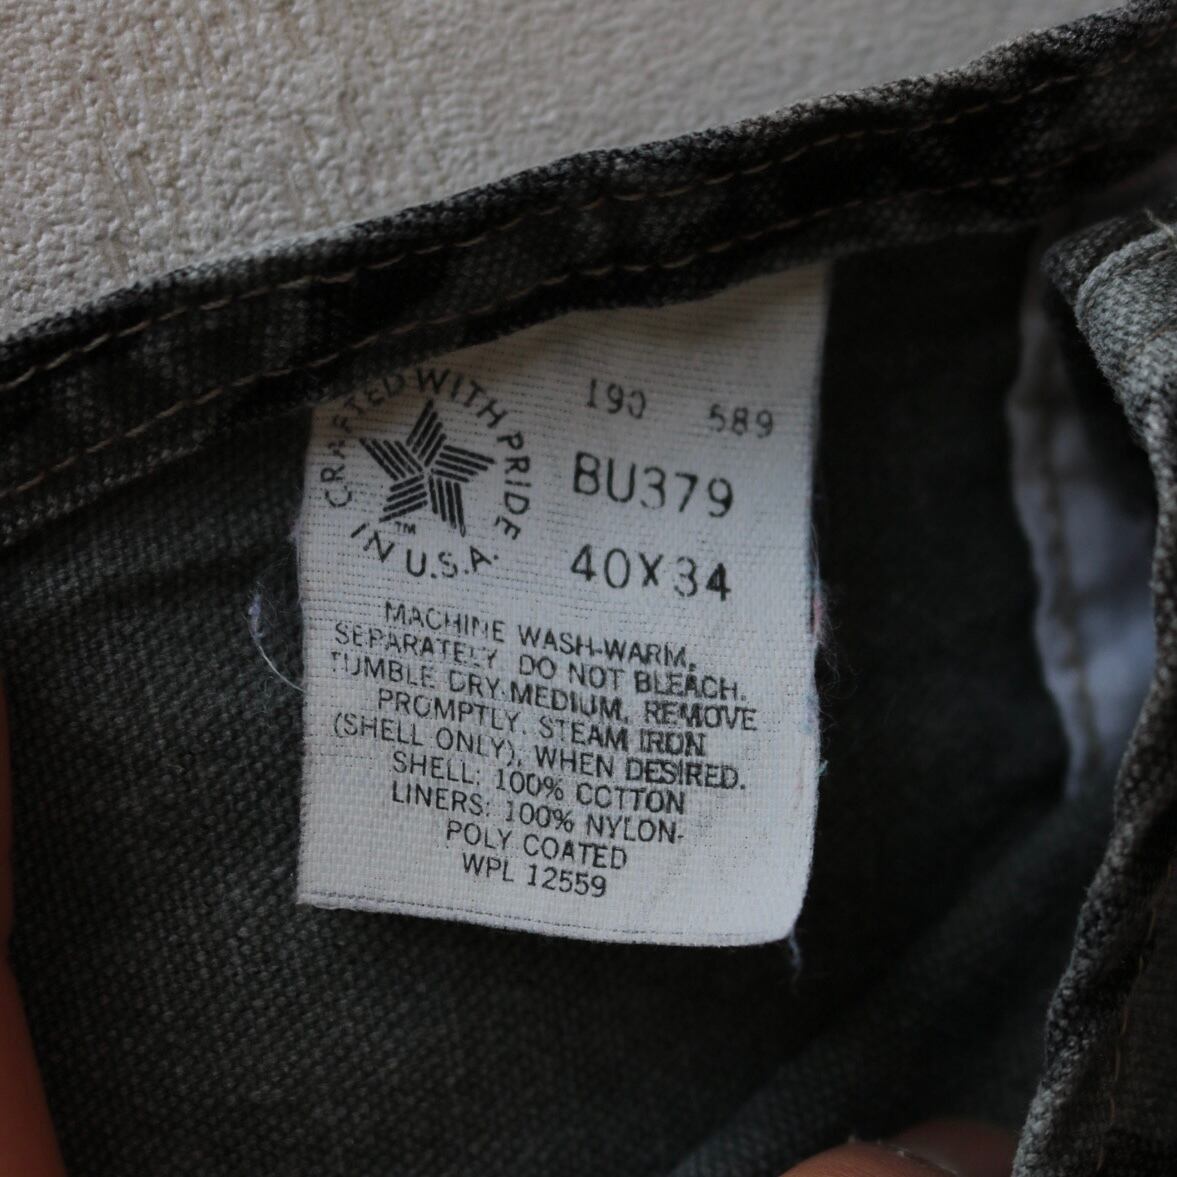 CRAFTED WITH PRIDE
IN U.S.A.
TM
190 589
BU379
40X34
MACHINE WASH-WARM,
SEPARATELY. DO NOT BLEACH.
TUMBLE DRY-MEDIUM. REMOVE
PROMPTLY. STEAM IRON
(SHELL ONLY), WHEN DESIRED.
SHELL: 100% COTTON
LINERS: 100% NYLON-
POLY COATED
WPL 12559